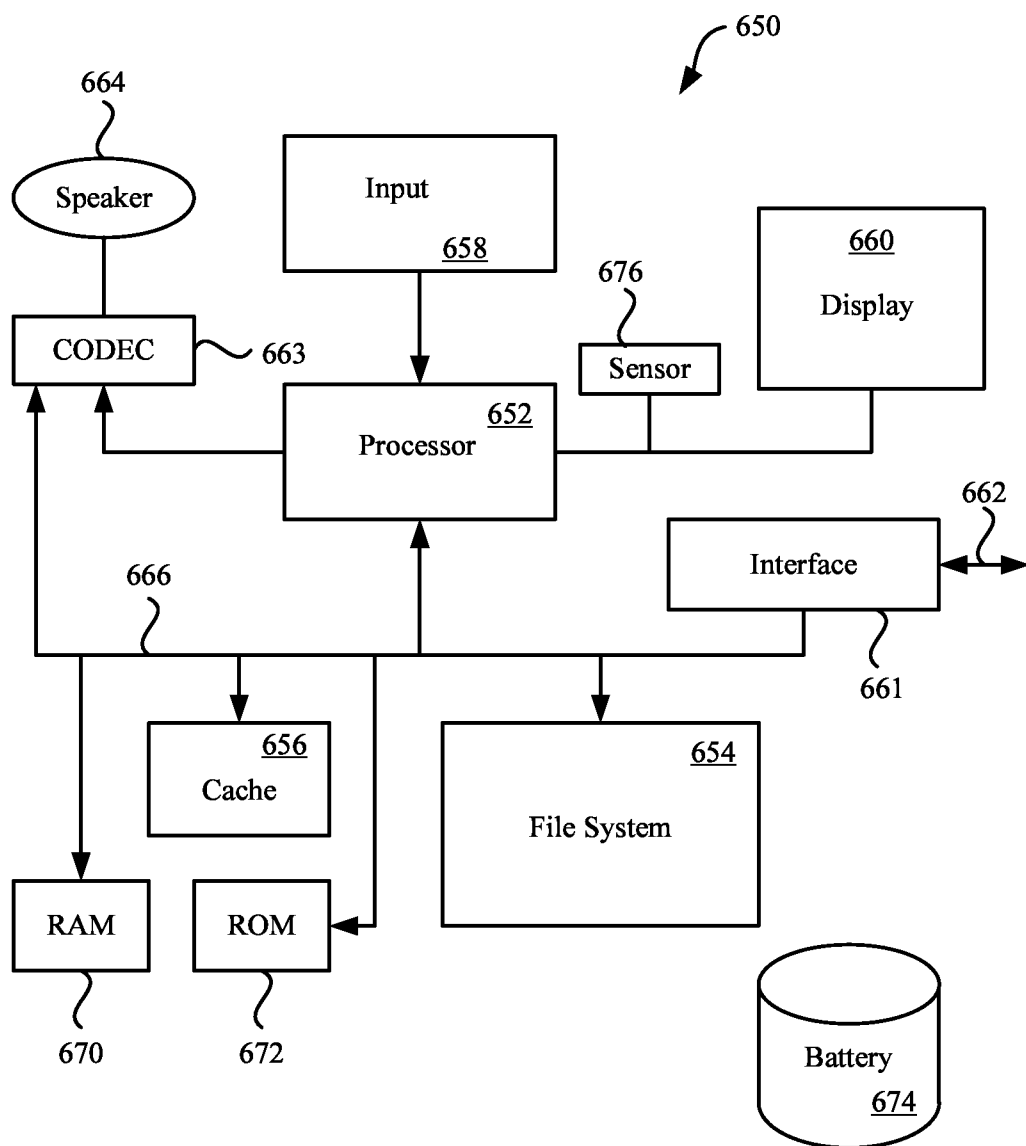 650
664
Speaker
Input
658
660
Display
676
Sensor
CODEC
663
652
Processor
662
Interface
666
661
656
Cache
654
File System
RAM
ROM
670
672
Battery
674